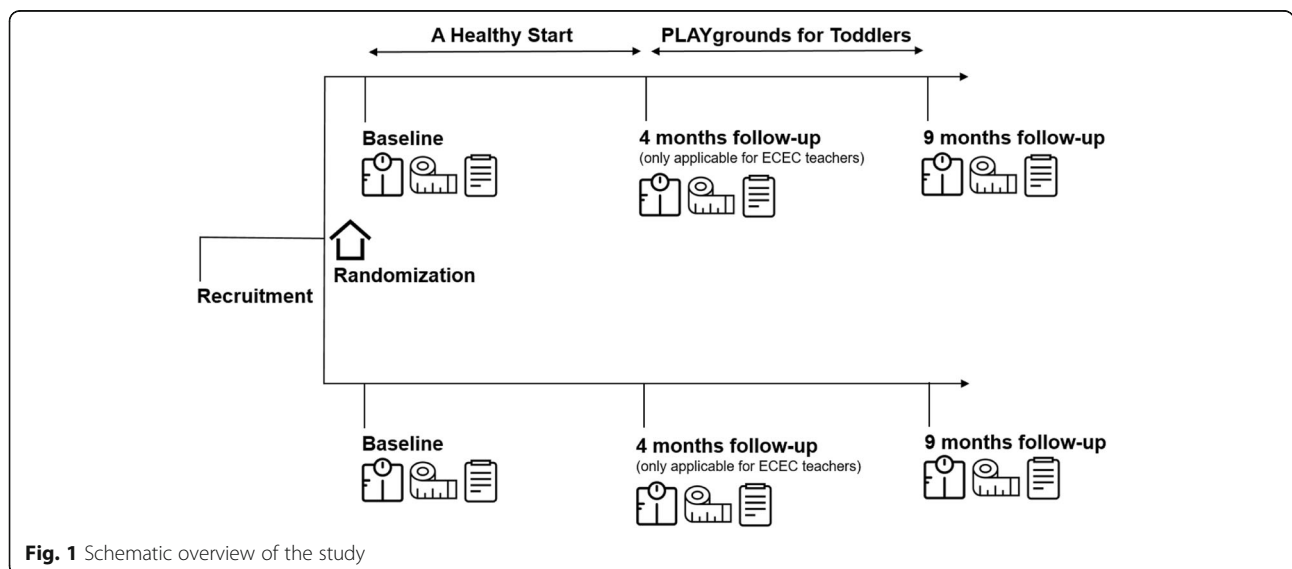 A Healthy Start
PLAYgrounds for Toddlers
Baseline
4 months follow-up
(only applicable for ECEC teachers)
9 months follow-up
Randomization
Recruitment
Baseline
4 months follow-up
(only applicable for ECEC teachers)
9 months follow-up
Fig. 1 Schematic overview of the study